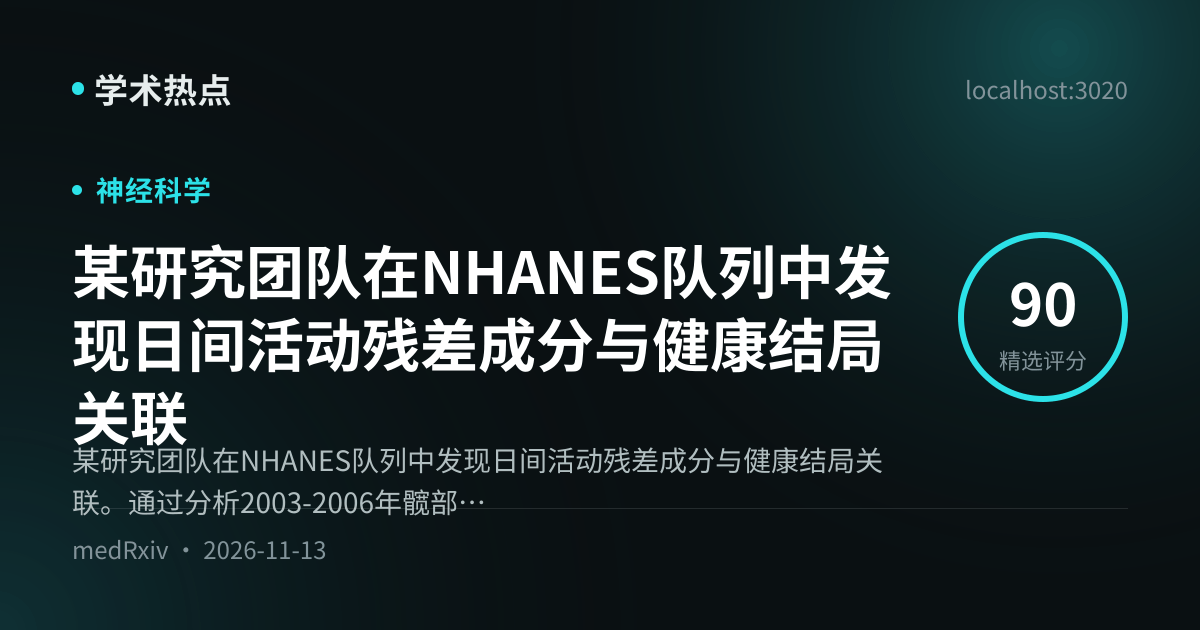 学术热点
localhost:3020
神经科学
某研究团队在NHANES队列中发
现日间活动残差成分与健康结局
关联
90
精选评分
某研究团队在NHANES队列中发现日间活动残差成分与健康结局关
联。通过分析2003-2006年髋部…
medRxiv · 2026-11-13